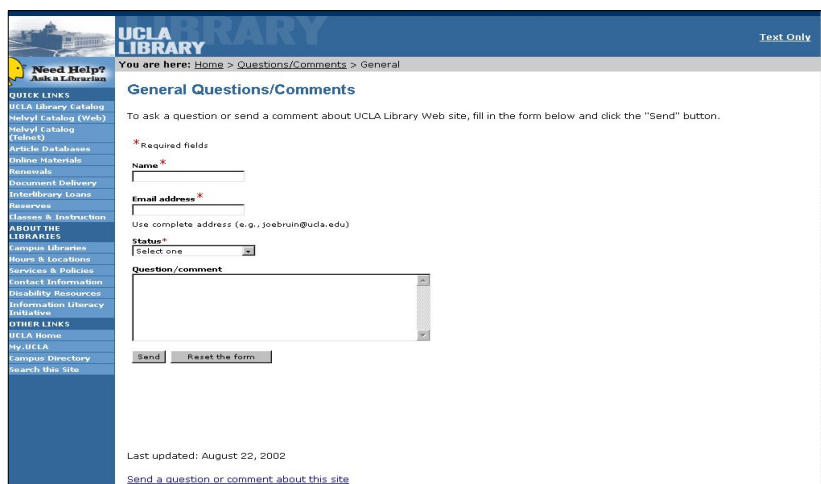 UCLA
LIBRARY
LIBRARY
Text Only
Need Help?
Ask a Librarian
You are here: Home > Questions/Comments > General
QUICK LINKS
UCLA Library Catalog
Melvyl Catalog (Web)
Melvyl Catalog
(Telnet)
Article Databases
Online Materials
Renewals
Document Delivery
Interlibrary Loans
Reserves
Classes & Instruction
ABOUT THE
LIBRARIES
Campus Libraries
Hours & Locations
Services & Policies
Contact Information
Disability Resources
Information Literacy
Initiative
OTHER LINKS
UCLA Home
My.UCLA
Campus Directory
Search this Site
General Questions/Comments
To ask a question or send a comment about UCLA Library Web site, fill in the form below and click the "Send" button.
*Required fields
Name*
Email address*
Use complete address (e.g., joebruin@ucla.edu)
Status*
Select one
Question/comment
Send
Reset the form
Last updated: August 22, 2002
Send a question or comment about this site